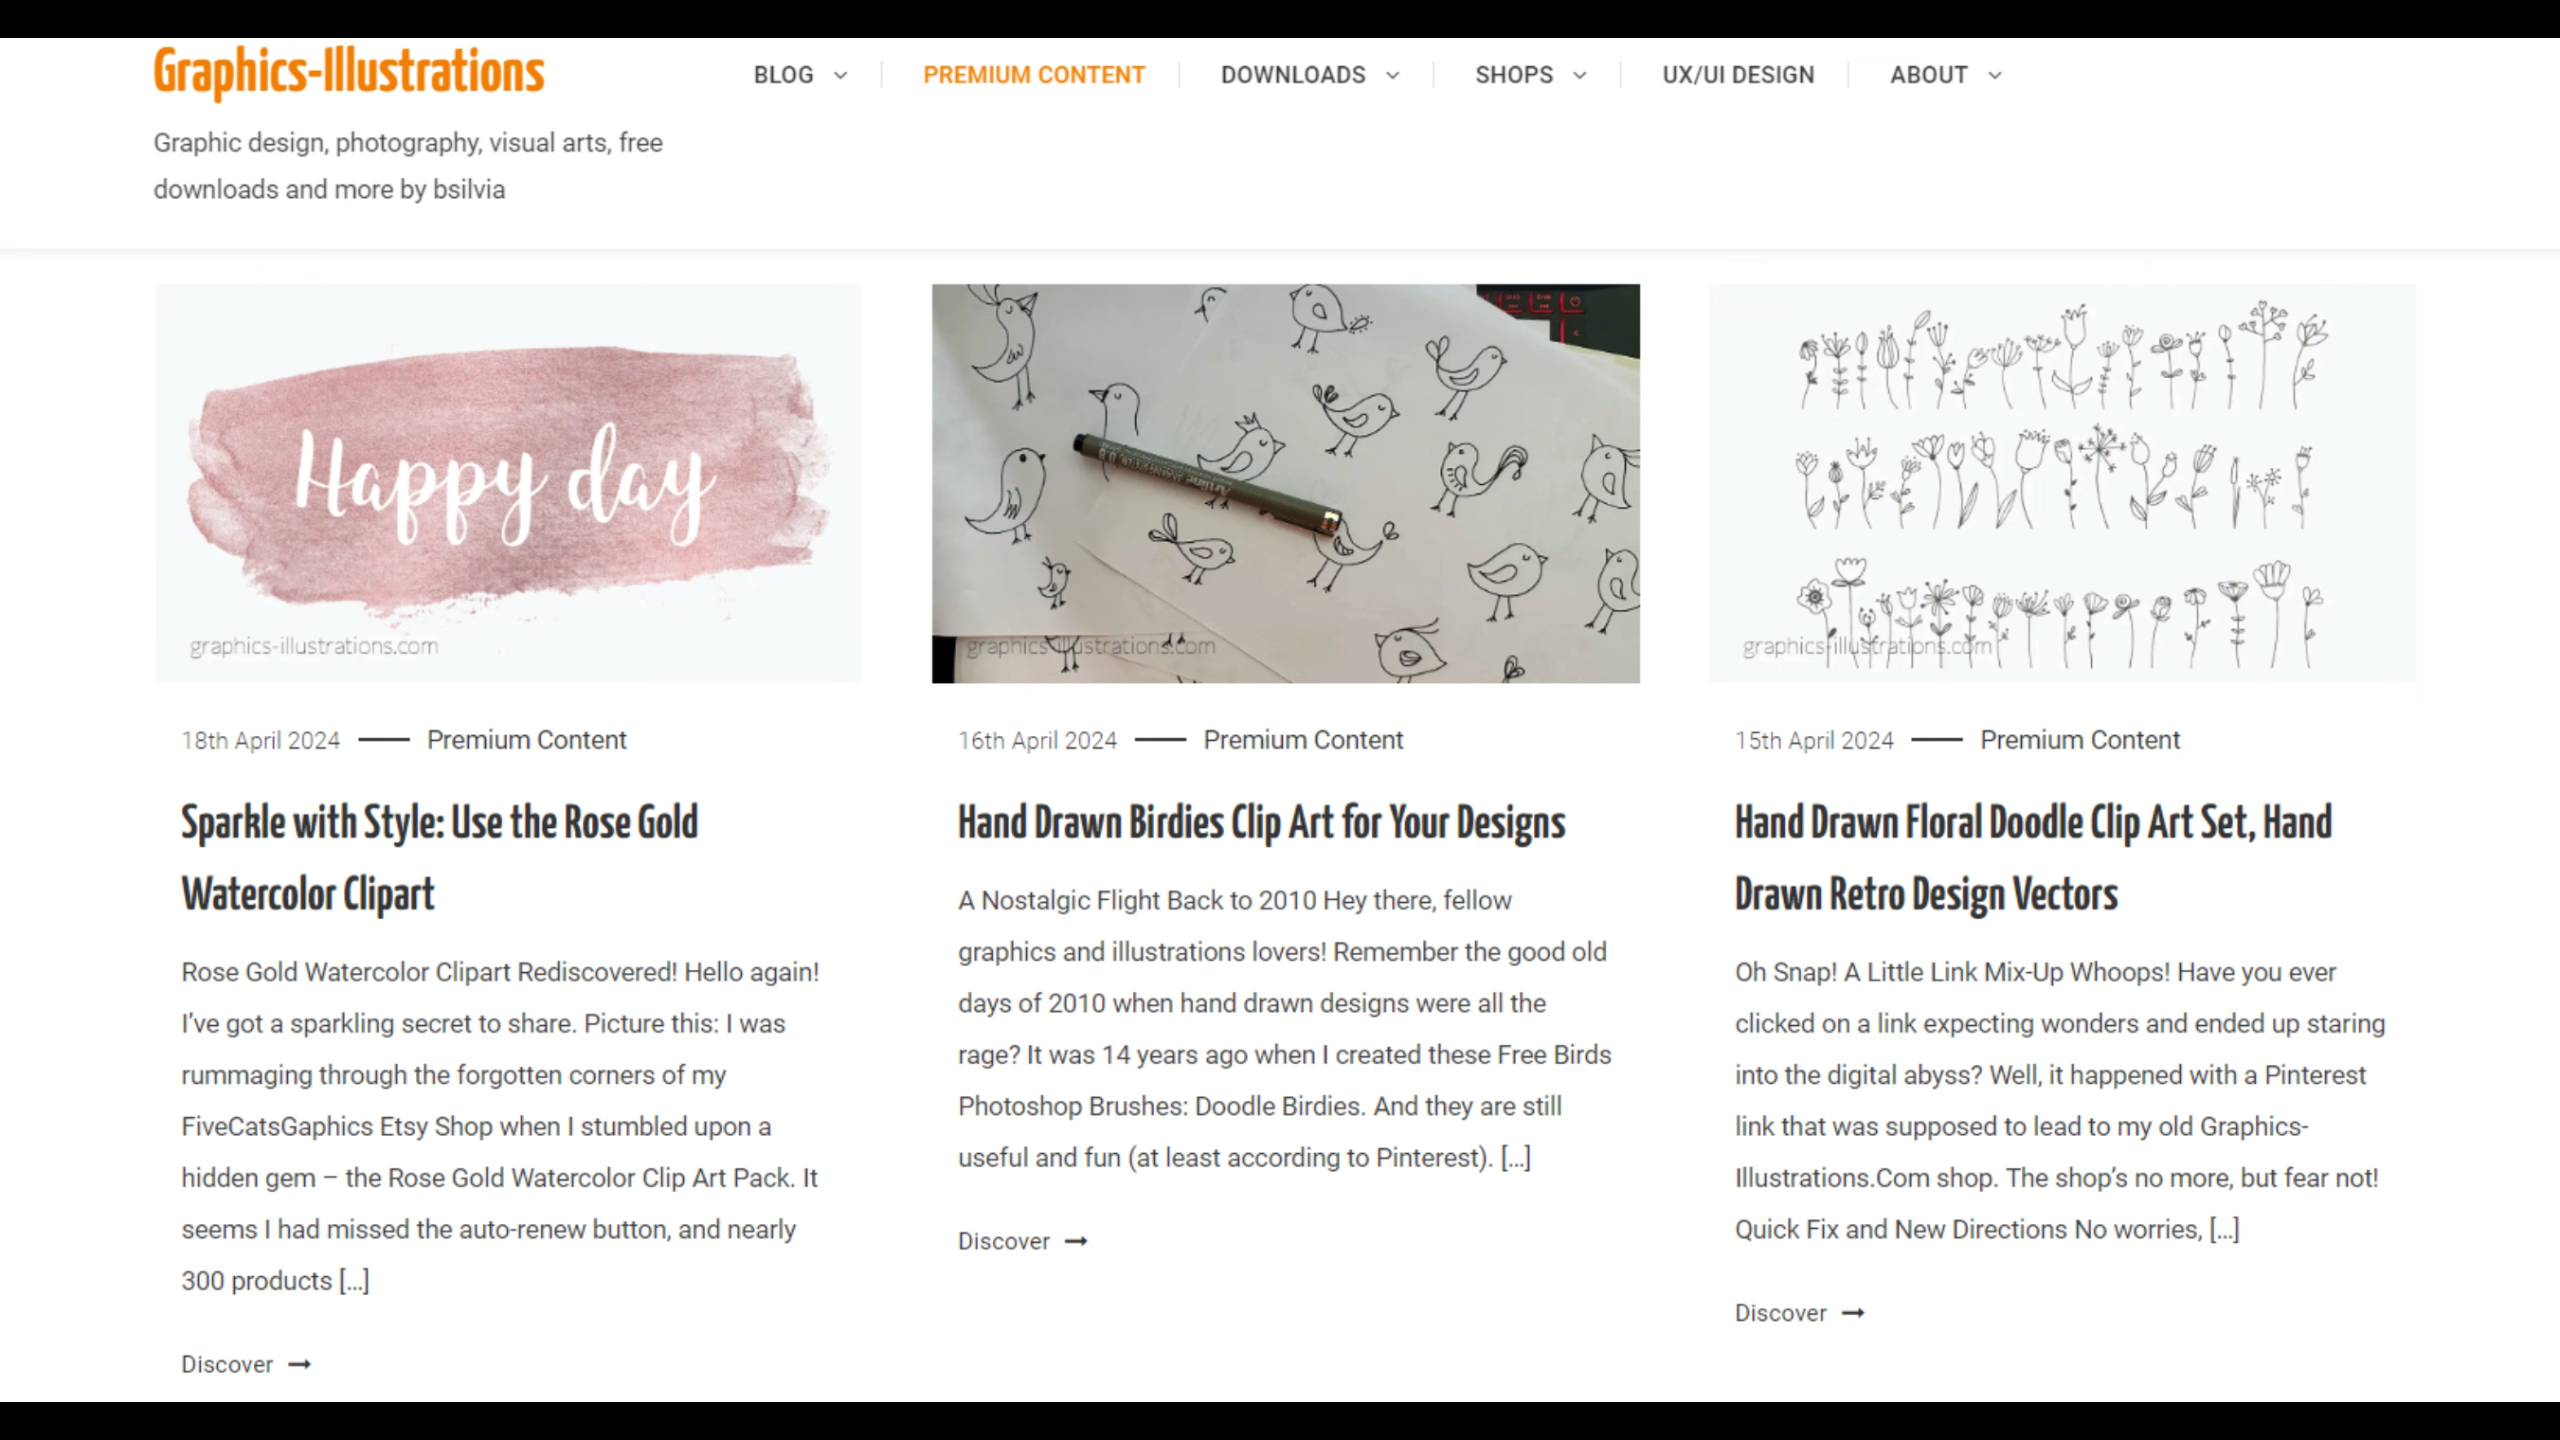 Graphics-Illustrations
Graphic design, photography, visual arts, free
downloads and more by bsilvia
BLOG
PREMIUM CONTENT
DOWNLOADS
SHOPS
UX/UI DESIGN
ABOUT
Happy day
graphics-illustrations.com
18th April 2024 — Premium Content
Sparkle with Style: Use the Rose Gold
Watercolor Clipart
Rose Gold Watercolor Clipart Rediscovered! Hello again!
I’ve got a sparkling secret to share. Picture this: I was
rummaging through the forgotten corners of my
FiveCatsGaphics Etsy Shop when I stumbled upon a
hidden gem – the Rose Gold Watercolor Clip Art Pack. It
seems I had missed the auto-renew button, and nearly
300 products [...]
Discover
graphics-illustrations.com
16th April 2024 — Premium Content
Hand Drawn Birdies Clip Art for Your Designs
A Nostalgic Flight Back to 2010 Hey there, fellow
graphics and illustrations lovers! Remember the good old
days of 2010 when hand drawn designs were all the
rage? It was 14 years ago when I created these Free Birds
Photoshop Brushes: Doodle Birdies. And they are still
useful and fun (at least according to Pinterest). [...]
Discover
graphics-illustrations.com
15th April 2024 — Premium Content
Hand Drawn Floral Doodle Clip Art Set, Hand
Drawn Retro Design Vectors
Oh Snap! A Little Link Mix-Up Whoops! Have you ever
clicked on a link expecting wonders and ended up staring
into the digital abyss? Well, it happened with a Pinterest
link that was supposed to lead to my old Graphics-
Illustrations.Com shop. The shop’s no more, but fear not!
Quick Fix and New Directions No worries, [...]
Discover